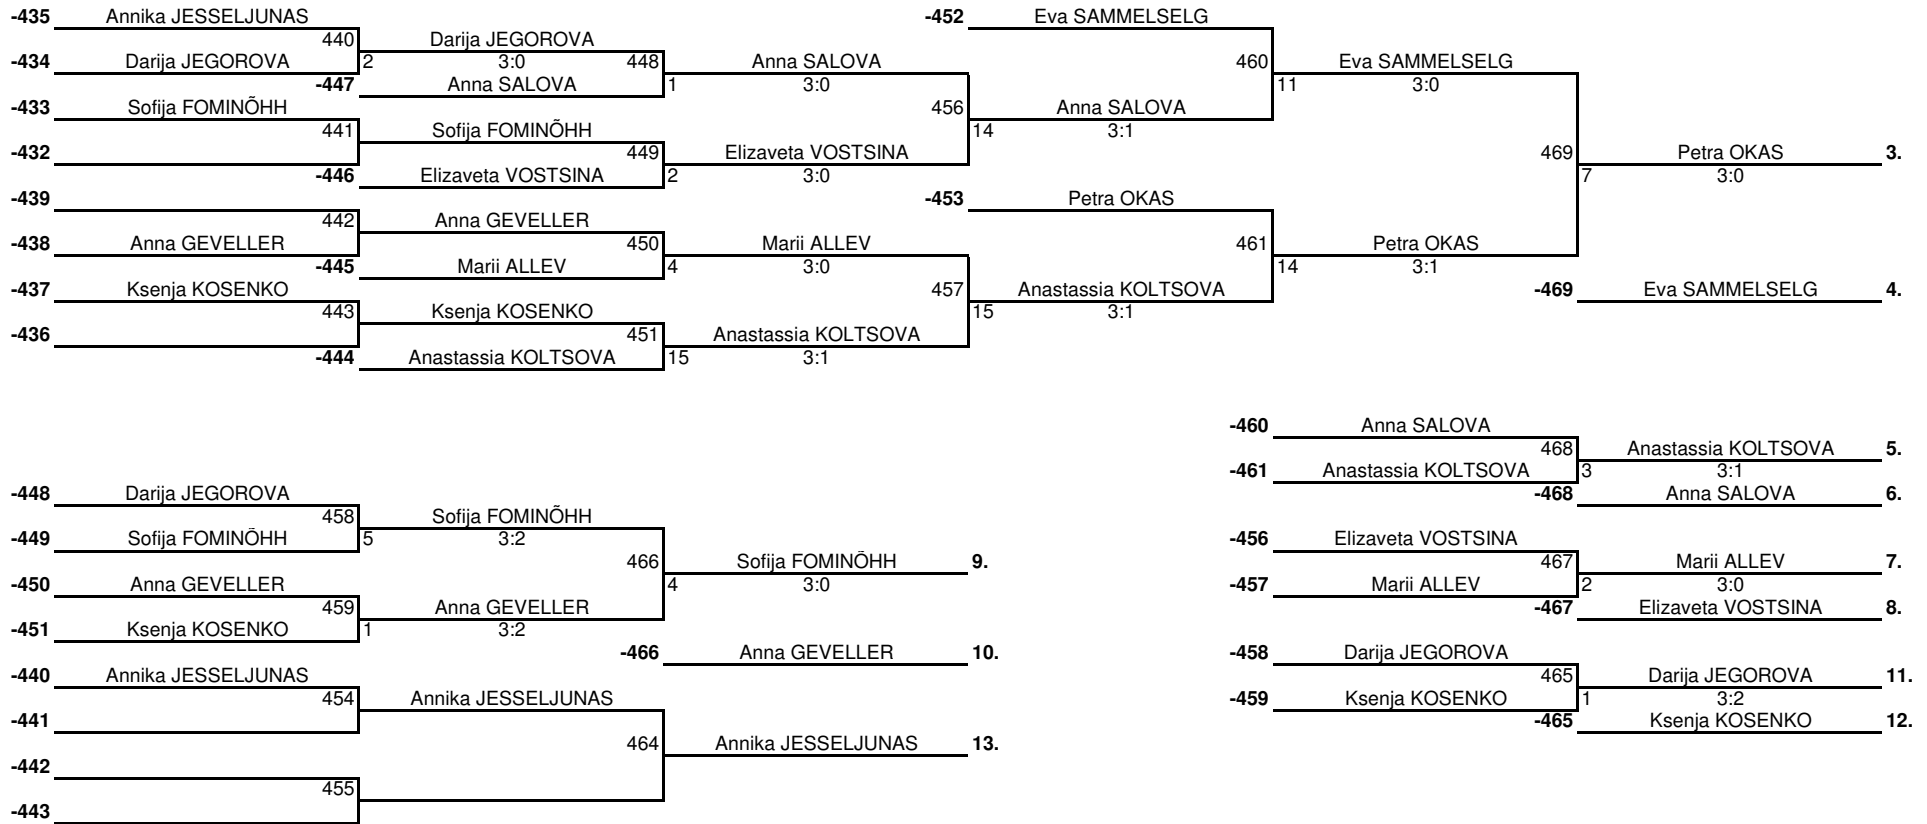 -435 Annika JESSELJUNAS -452 Eva SAMMELSELG
440 Darija JEGOROVA
-434 Darija JEGOROVA 2 3:0 448 Anna SALOVA 460 Eva SAMMELSELG
-447 Anna SALOVA 1 3:0 11 3:0
-433 Sofija FOMINÕHH 456 Anna SALOVA
441 Sofija FOMINÕHH 14 3:1
-432 449 Elizaveta VOSTSINA 469 Petra OKAS 3.
-446 Elizaveta VOSTSINA 2 3:0 7 3:0
-439 -453 Petra OKAS
442 Anna GEVELLER
-438 Anna GEVELLER 450 Marii ALLEV 461 Petra OKAS
-445 Marii ALLEV 4 3:0 14 3:1
-437 Ksenja KOSENKO 457 Anastassia KOLTSOVA -469 Eva SAMMELSELG 4.
443 Ksenja KOSENKO 15 3:1
-436 451 Anastassia KOLTSOVA
-444 Anastassia KOLTSOVA 15 3:1
-460 Anna SALOVA
468 Anastassia KOLTSOVA 5.
-461 Anastassia KOLTSOVA 3 3:1
-448 Darija JEGOROVA -468 Anna SALOVA 6.
458 Sofija FOMINÕHH
-449 Sofija FOMINÕHH 5 3:2 -456 Elizaveta VOSTSINA
466 Sofija FOMINÕHH 9. 467 Marii ALLEV 7.
-450 Anna GEVELLER 4 3:0 -457 Marii ALLEV 2 3:0
459 Anna GEVELLER -467 Elizaveta VOSTSINA 8.
-451 Ksenja KOSENKO 1 3:2
-466 Anna GEVELLER 10. -458 Darija JEGOROVA
-440 Annika JESSELJUNAS 465 Darija JEGOROVA 11.
454 Annika JESSELJUNAS -459 Ksenja KOSENKO 1 3:2
-441 -465 Ksenja KOSENKO 12.
464 Annika JESSELJUNAS 13.
-442
455
-443